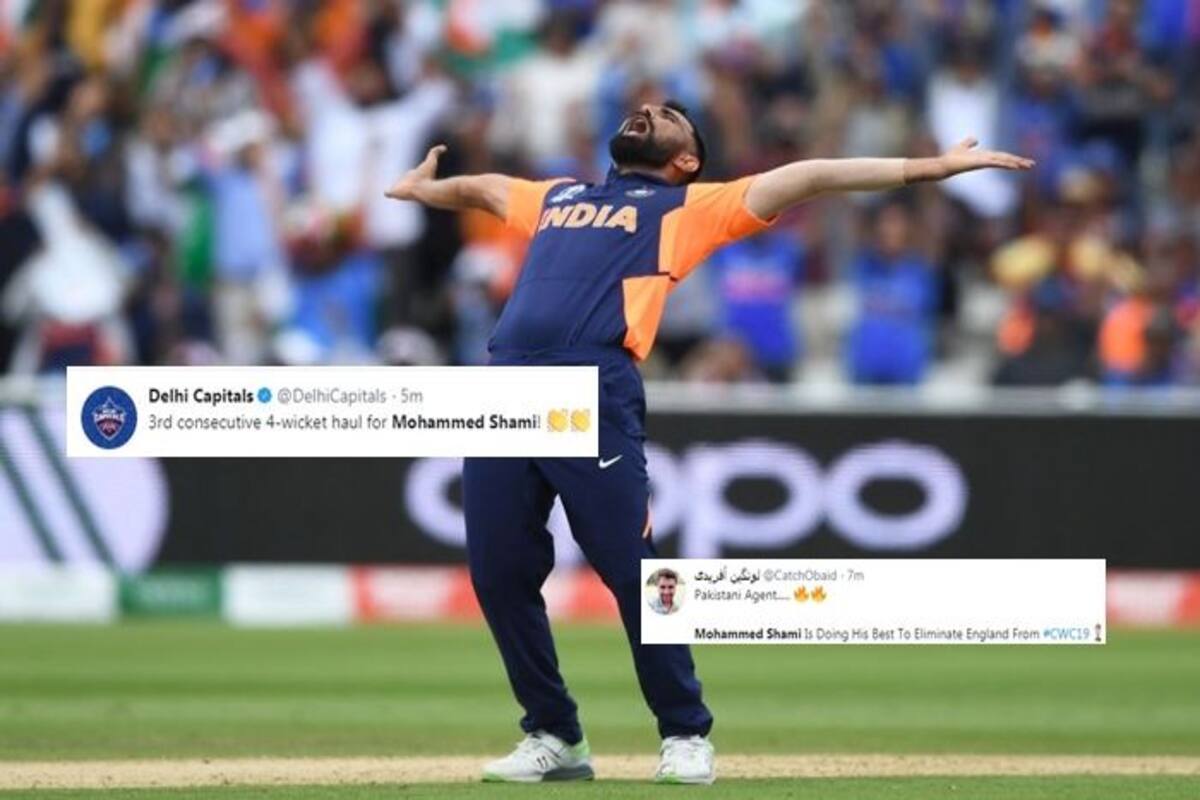 INDIA
Delhi Capitals @DelhiCapitals · 5m
3rd consecutive 4-wicket haul for Mohammed Shami! 👏👏
oppo
لونگین آفریدی @CatchObaid · 7m
Pakistani Agent.... 🔥🔥
Mohammed Shami Is Doing His Best To Eliminate England From #CWC19